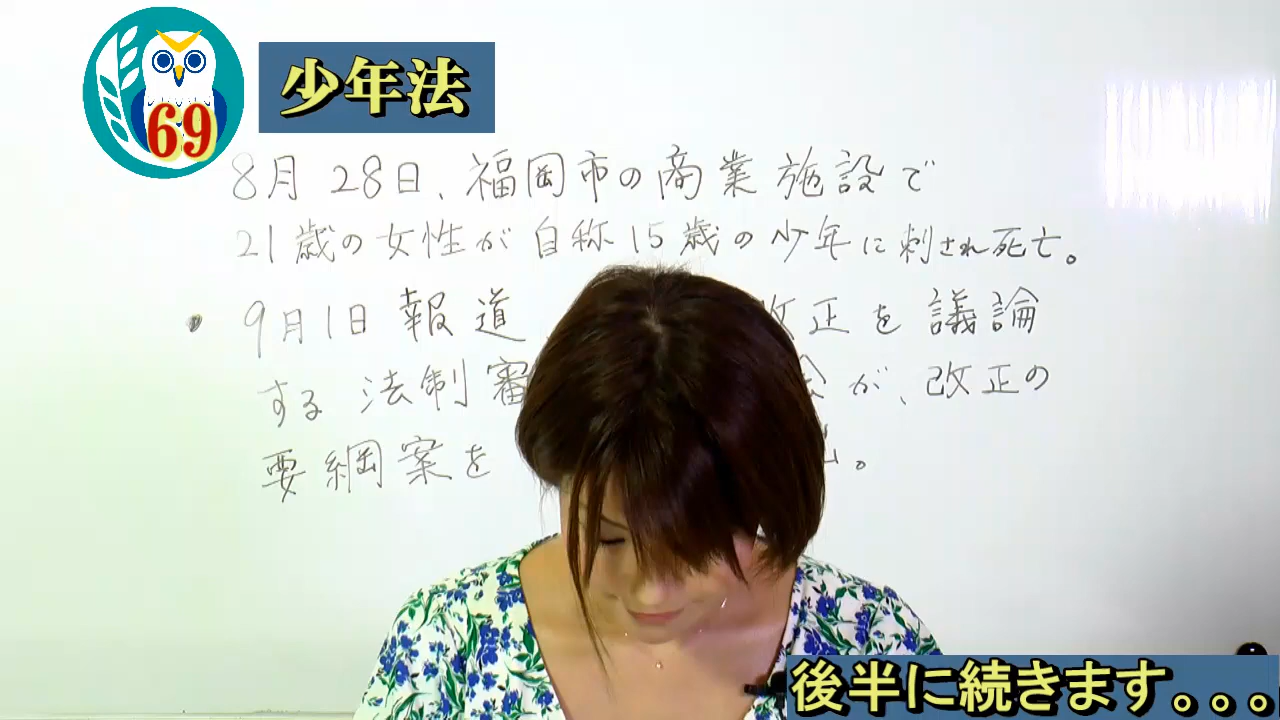 69
少年法
8月28日、福岡市の商業施設で
21歳の女性が自称15歳の少年に刺され死亡。
・9月1日報道、 改正を議論
する法制審 会が、改正の
要綱案を 。
後半に続きます。。。